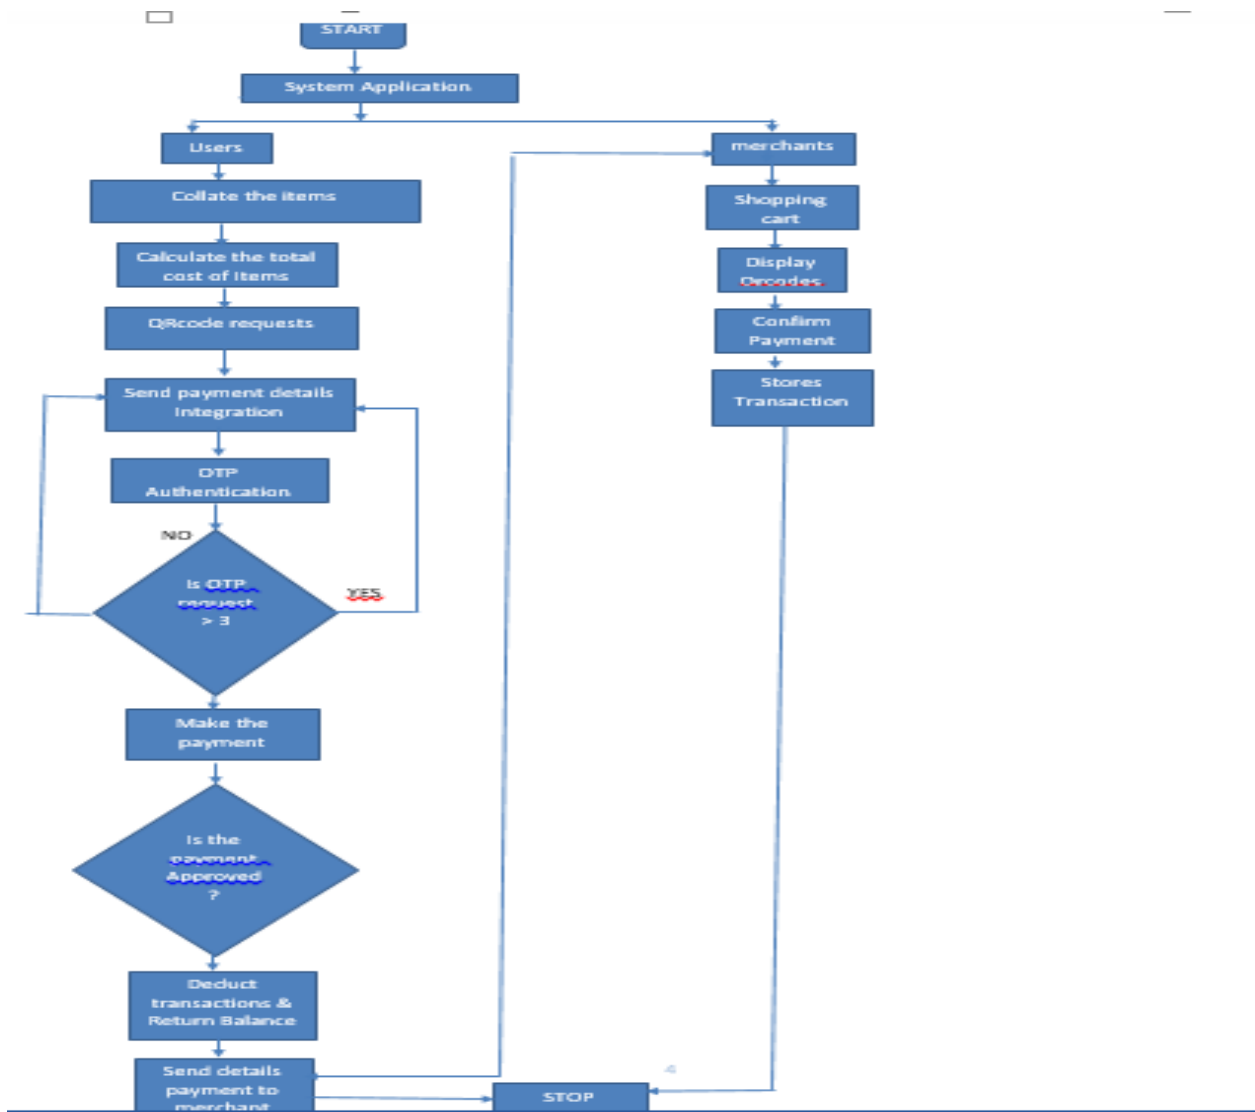 START
System Application
Users
Collate the items
Calculate the total
cost of Items
QRcode requests
Send payment details
Integration
OTP
Authentication
NO
Is OTP
request
> 3
YES
Make the
payment
Is the
payment
Approved
?
Deduct
transactions &
Return Balance
Send details
payment to
merchant
merchants
Shopping
cart
Display
Qrcodes
Confirm
Payment
Stores
Transaction
4
STOP